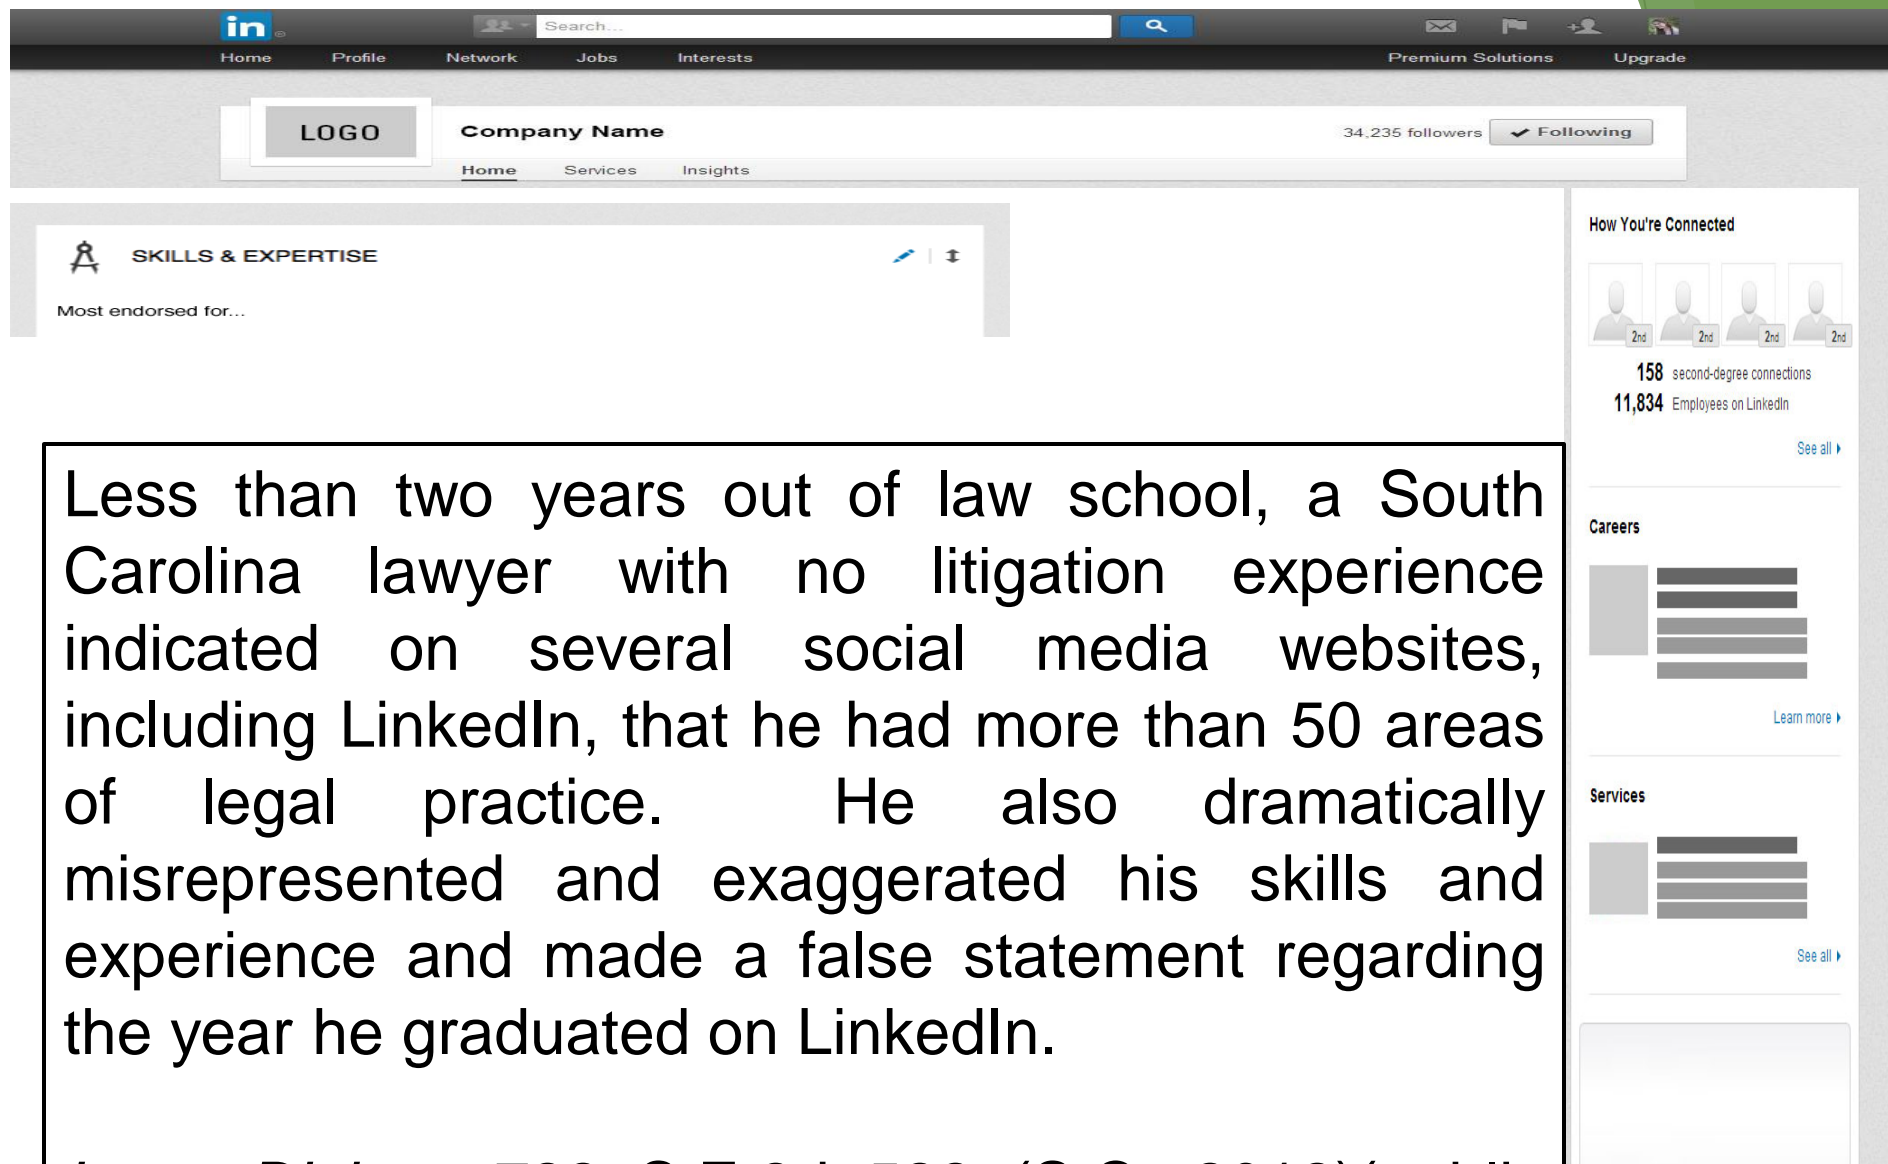 in
Search...
Home Profile Network Jobs Interests Premium Solutions Upgrade
LOGO Company Name 34,235 followers Following
Home Services Insights
SKILLS & EXPERTISE
Most endorsed for...
How You're Connected
2nd 2nd 2nd 2nd
158 second-degree connections
11,834 Employees on LinkedIn
See all
Careers
Learn more
Services
See all
Less than two years out of law school, a South
Carolina lawyer with no litigation experience
indicated on several social media websites,
including LinkedIn, that he had more than 50 areas
of legal practice. He also dramatically
misrepresented and exaggerated his skills and
experience and made a false statement regarding
the year he graduated on LinkedIn.